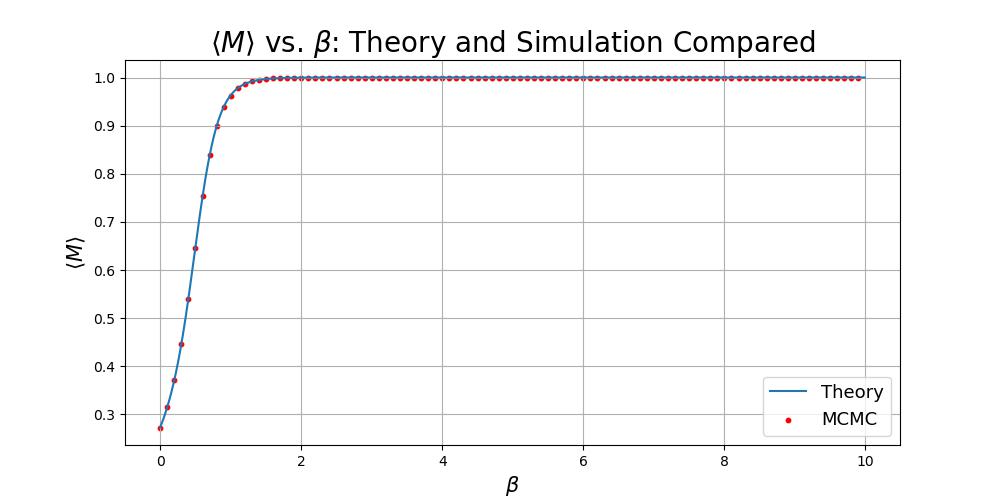 ⟨M⟩ vs. β: Theory and Simulation Compared
1.0
0.9
0.8
0.7
0.6
0.5
0.4
0.3
⟨M⟩
0 2 4 6 8 10
β
Theory
MCMC